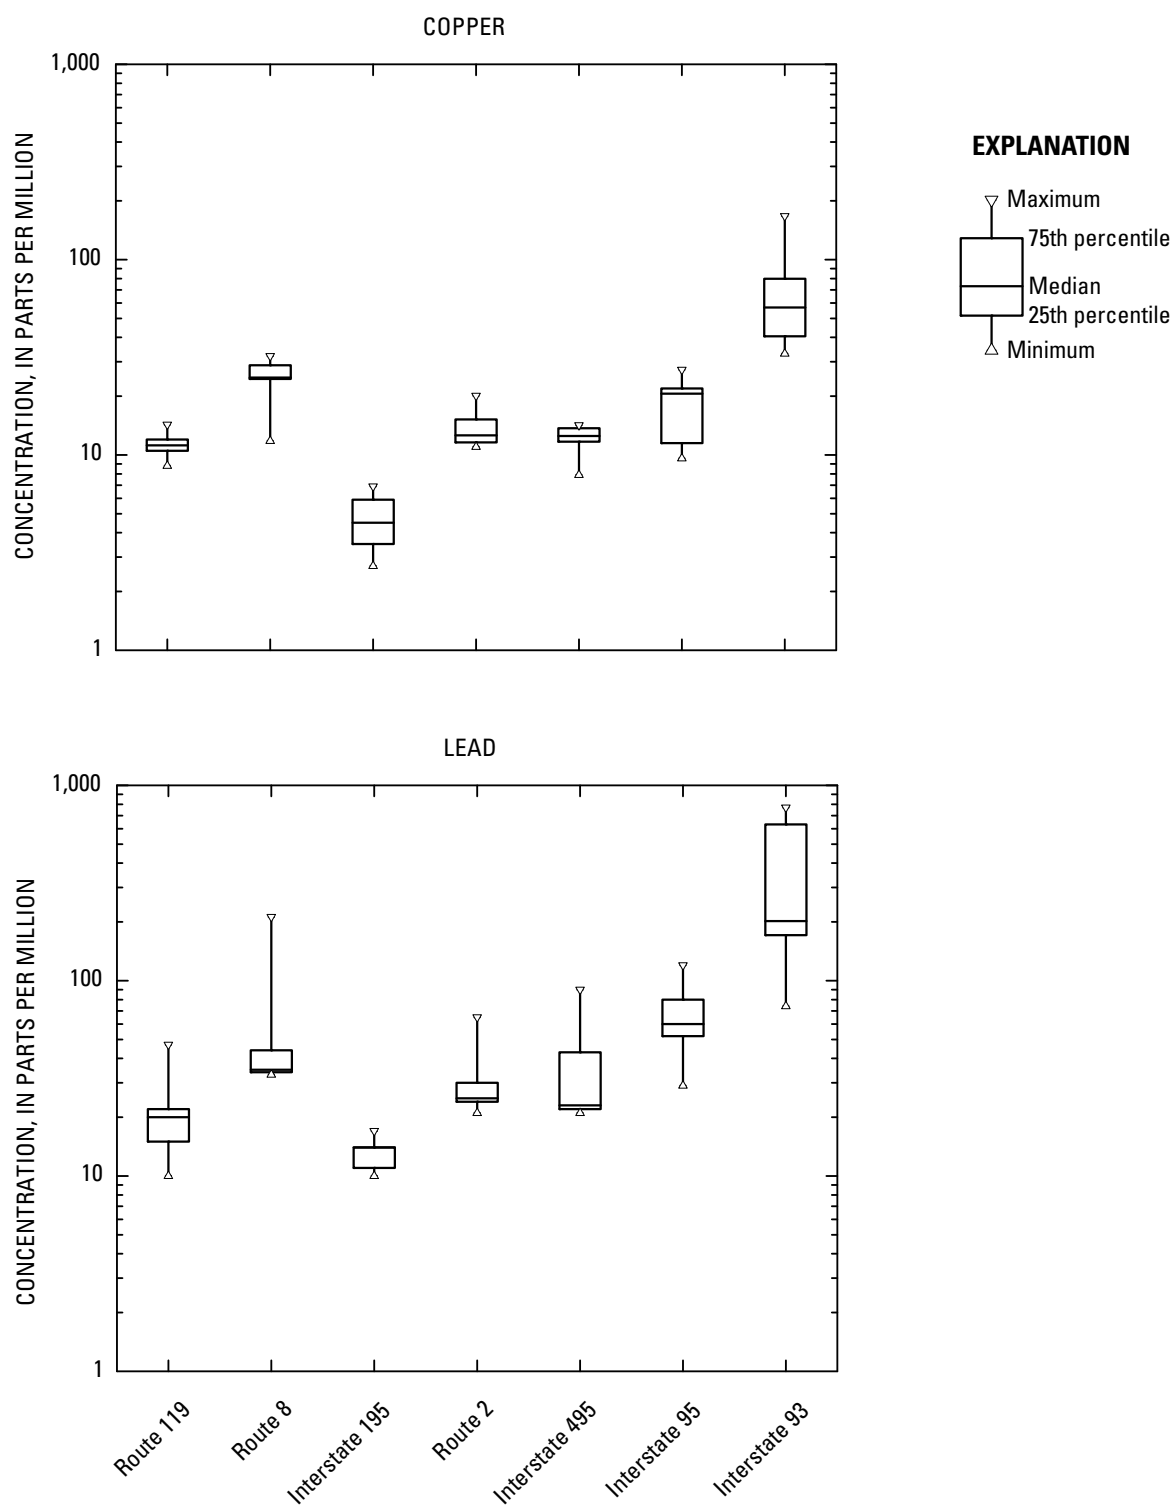 COPPER
1,000
100
10
1
CONCENTRATION, IN PARTS PER MILLION
EXPLANATION
Maximum
75th percentile
Median
25th percentile
Minimum
LEAD
1,000
100
10
1
CONCENTRATION, IN PARTS PER MILLION
Route 119
Route 8
Interstate 195
Route 2
Interstate 495
Interstate 95
Interstate 93